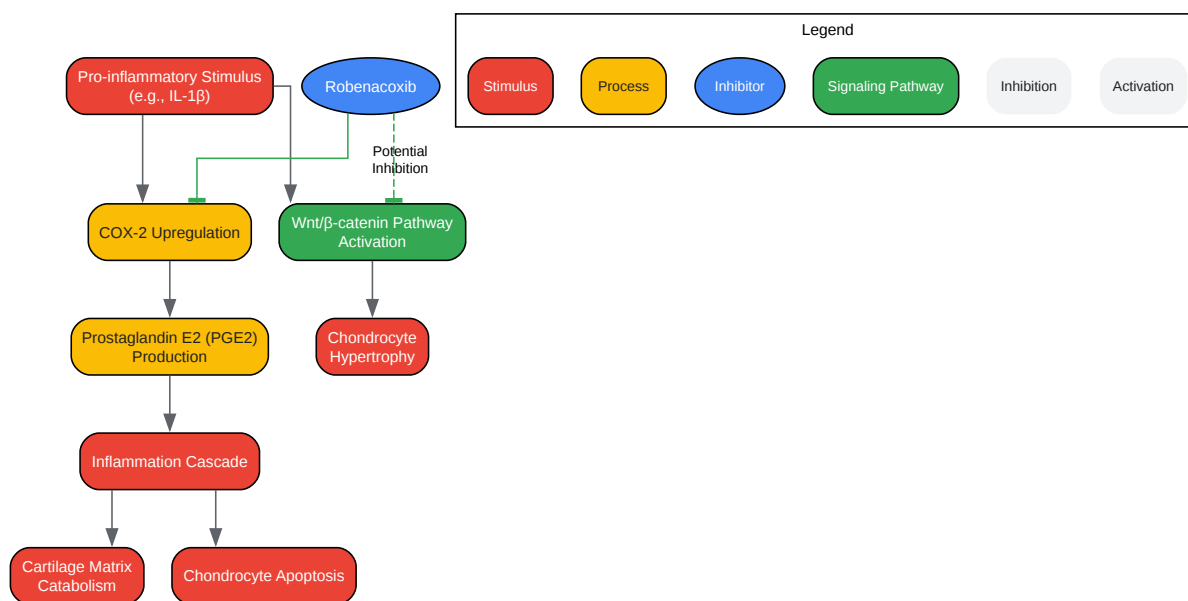 Legend
Pro-inflammatory Stimulus
(e.g., IL-1β)
Robenacoxib
Stimulus
Process
Inhibitor
Signaling Pathway
Inhibition
Activation
Potential
Inhibition
COX-2 Upregulation
Wnt/β-catenin Pathway
Activation
Prostaglandin E2 (PGE2)
Production
Chondrocyte
Hypertrophy
Inflammation Cascade
Cartilage Matrix
Catabolism
Chondrocyte Apoptosis